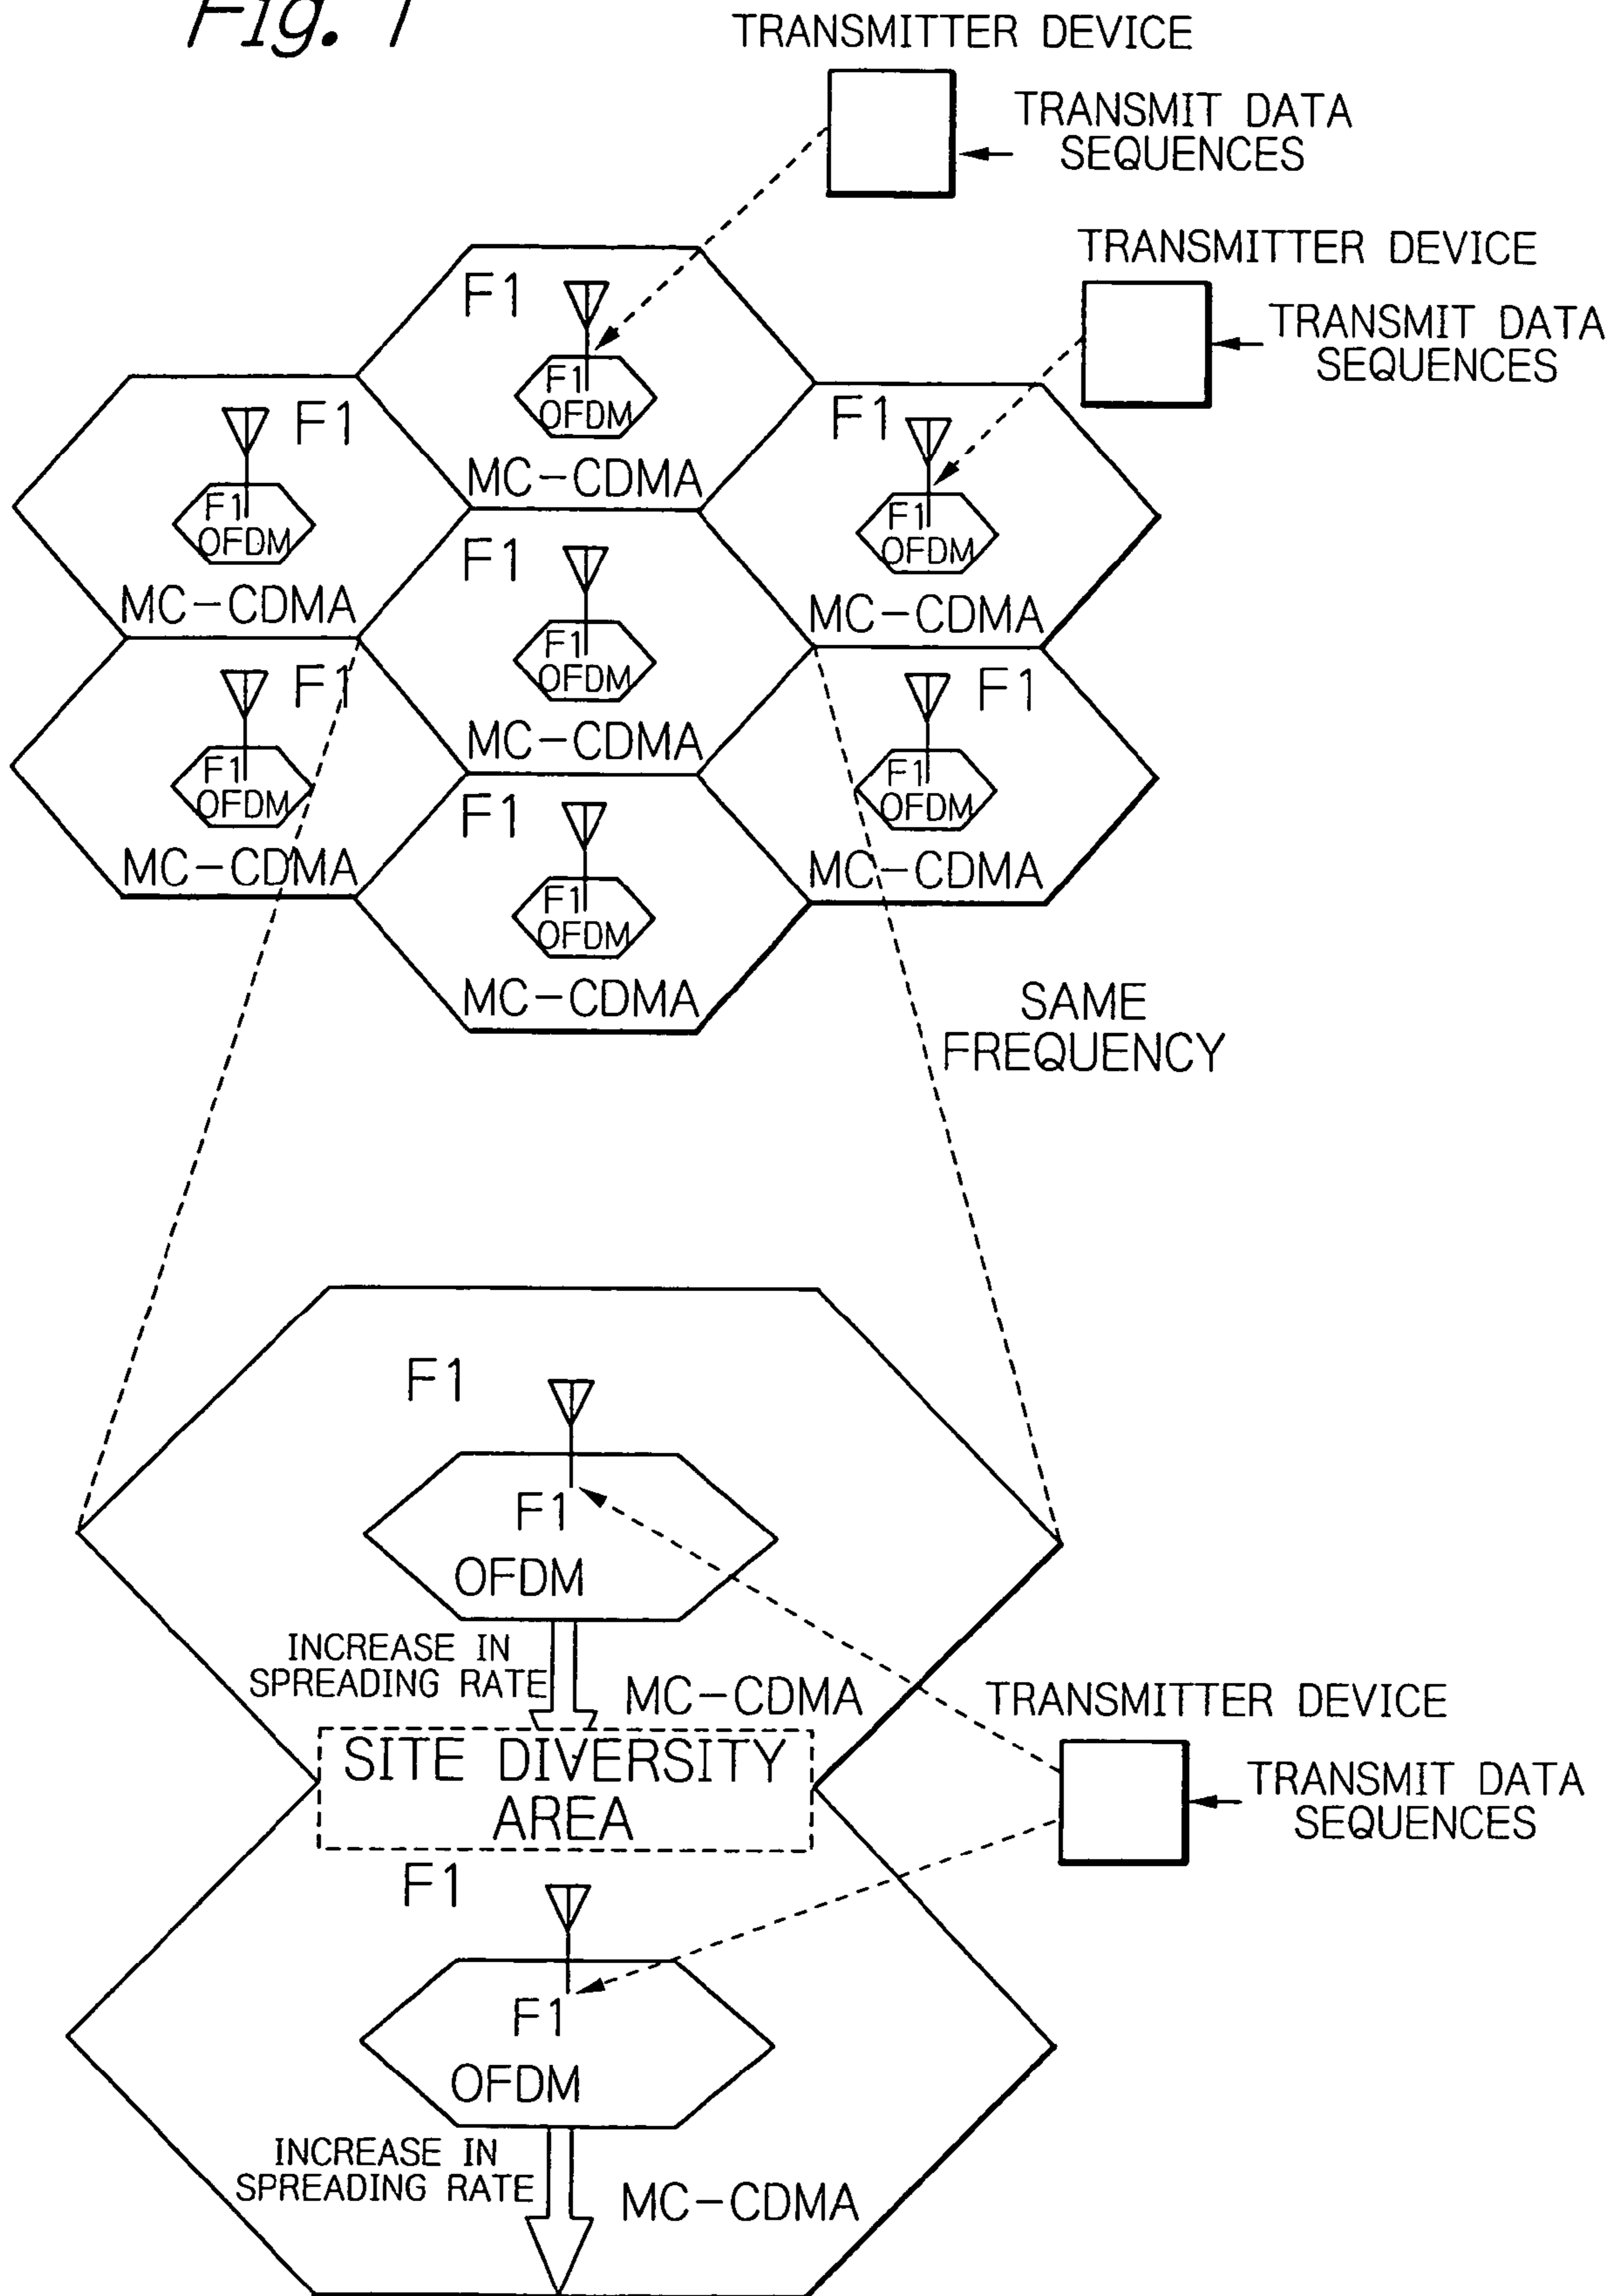 Fig. 1
TRANSMITTER DEVICE
TRANSMIT DATA
SEQUENCES
TRANSMITTER DEVICE
TRANSMIT DATA
SEQUENCES
F1
F1
OFDM
MC-CDMA
F1
F1
OFDM
MC-CDMA
F1
F1
OFDM
MC-CDMA
F1
F1
OFDM
MC-CDMA
F1
F1
OFDM
MC-CDMA
F1
F1
OFDM
MC-CDMA
F1
F1
OFDM
MC-CDMA
SAME
FREQUENCY
F1
F1
OFDM
INCREASE IN
SPREADING RATE
MC-CDMA
TRANSMITTER DEVICE
SITE DIVERSITY
AREA
TRANSMIT DATA
SEQUENCES
F1
F1
OFDM
INCREASE IN
SPREADING RATE
MC-CDMA